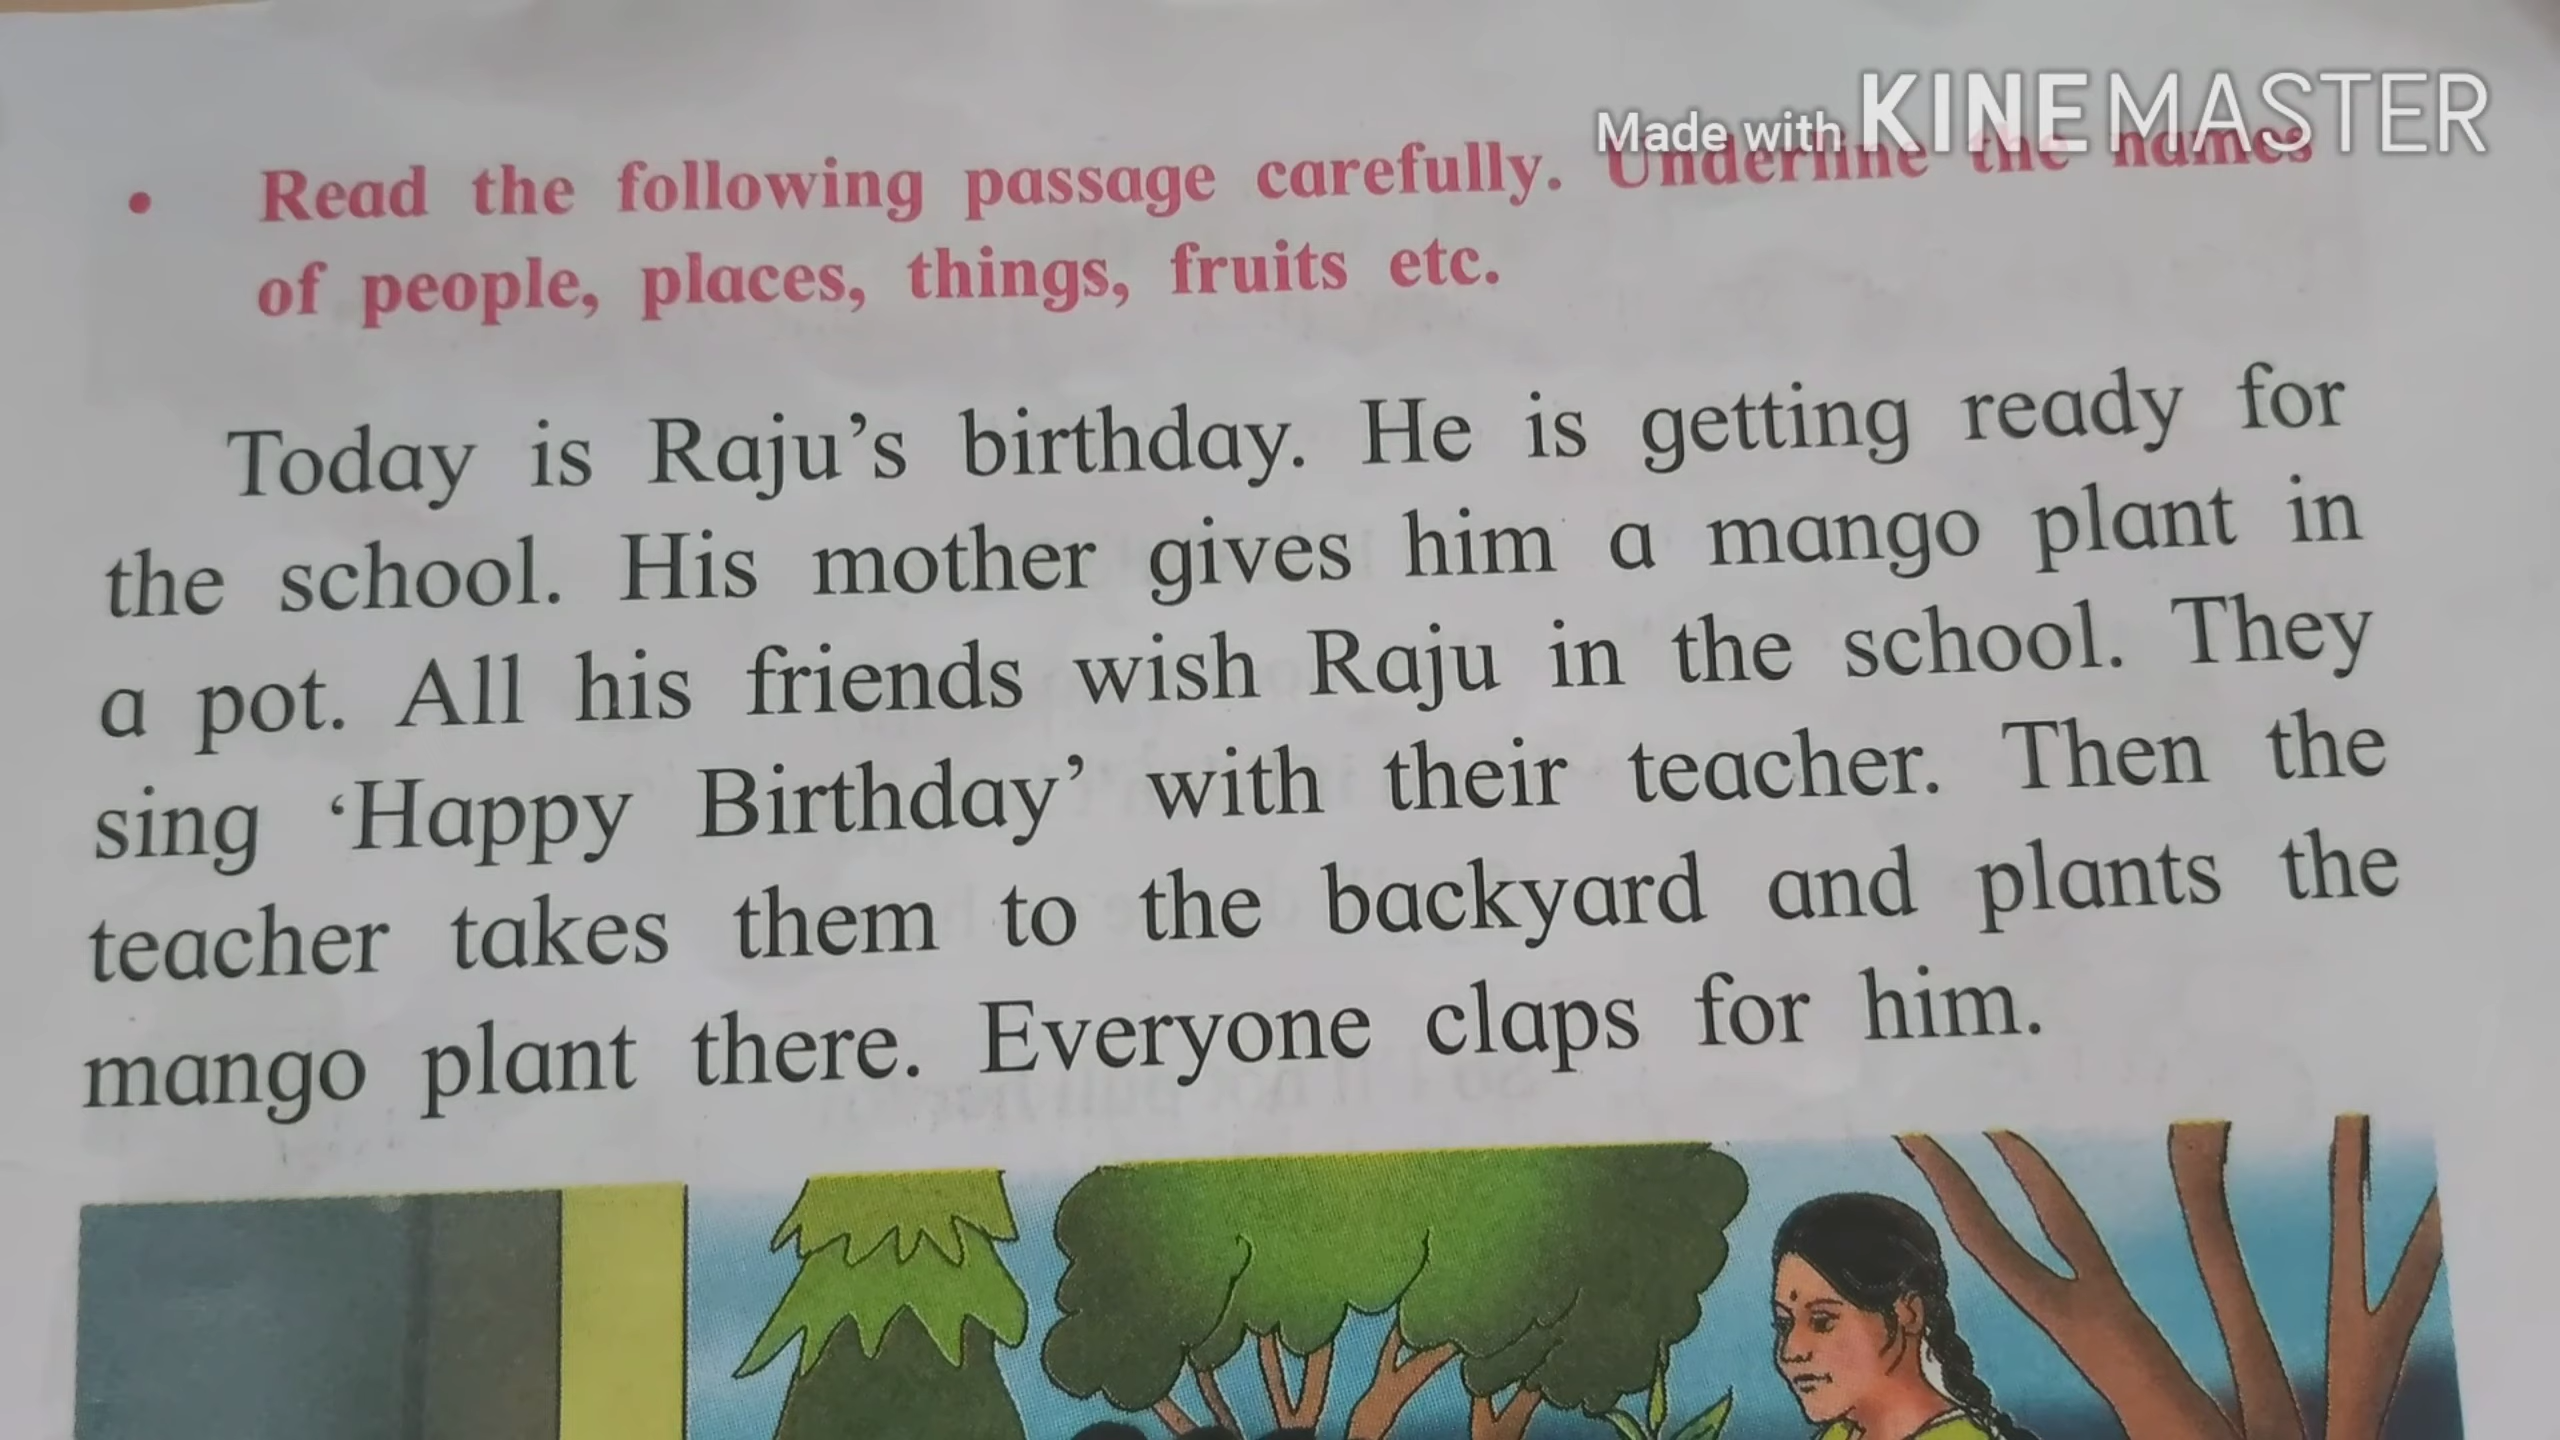 Made with KINEMASTER
• Read the following passage carefully. Underline the names
of people, places, things, fruits etc.
Today is Raju's birthday. He is getting ready for
the school. His mother gives him a mango plant in
a pot. All his friends wish Raju in the school. They
sing ‘Happy Birthday’ with their teacher. Then the
teacher takes them to the backyard and plants the
mango plant there. Everyone claps for him.